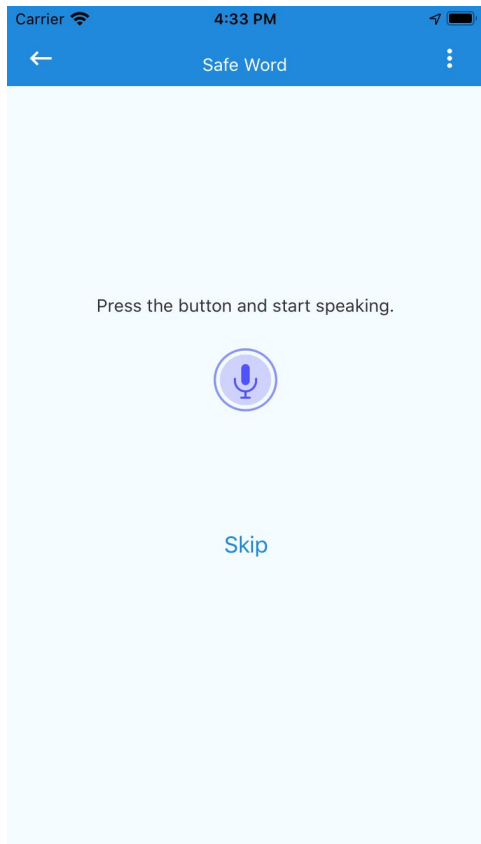 Carrier 4:33 PM
Safe Word
Press the button and start speaking.
Skip